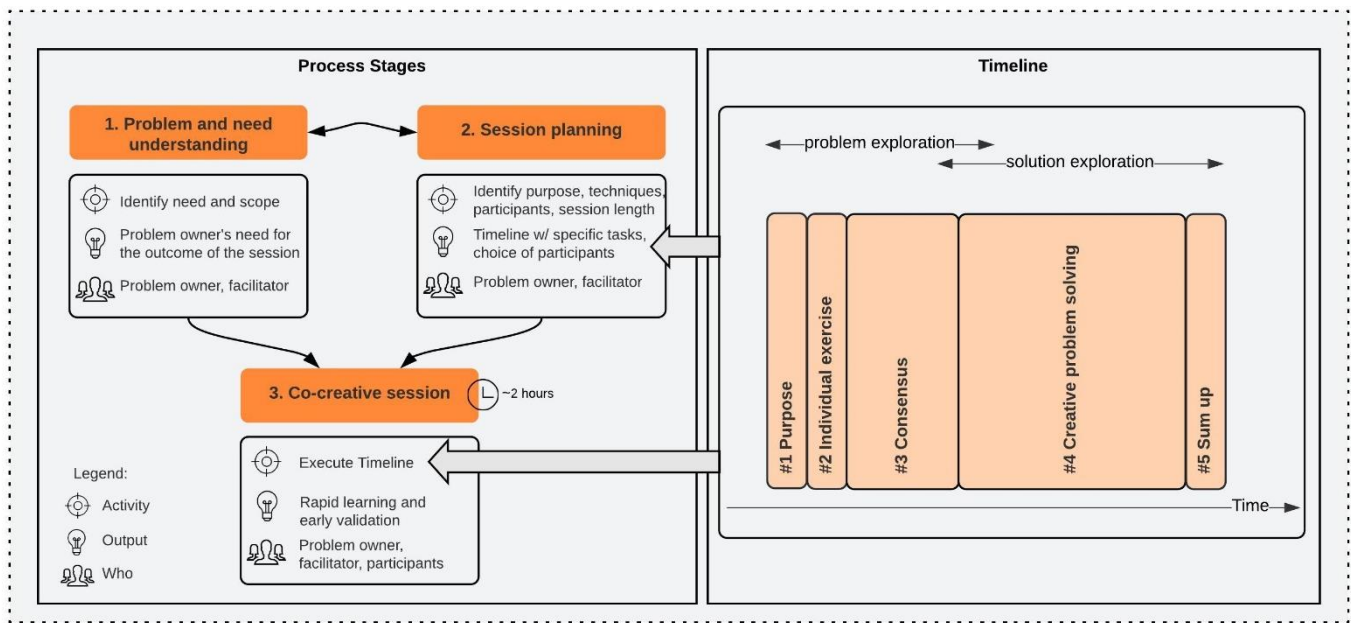 Process Stages
1. Problem and need
understanding
2. Session planning
Identify need and scope
Problem owner's need for
the outcome of the session
Problem owner, facilitator
Identify purpose, techniques,
participants, session length
Timeline w/ specific tasks,
choice of participants
Problem owner, facilitator
3. Co-creative session
~2 hours
Execute Timeline
Rapid learning and
early validation
Problem owner,
facilitator, participants
Legend:
Activity
Output
Who
Timeline
problem exploration
solution exploration
#1 Purpose
#2 Individual exercise
#3 Consensus
#4 Creative problem solving
#5 Sum up
Time